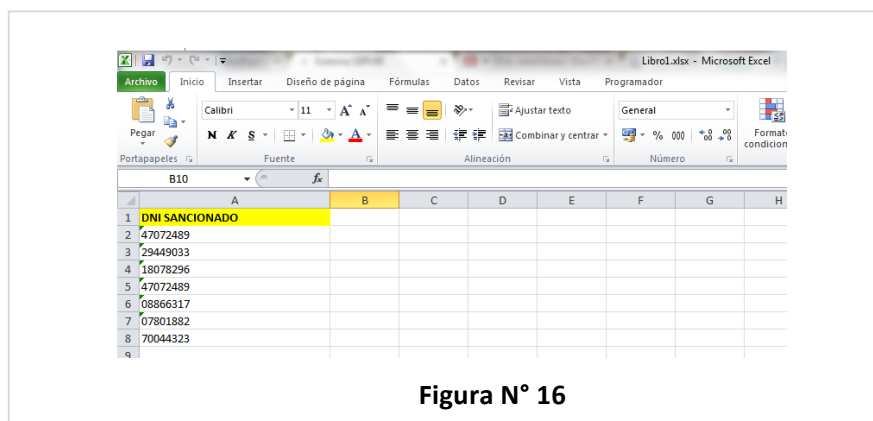 Libro1.xlsx - Microsoft Excel
Archivo Inicio Insertar Diseño de página Fórmulas Datos Revisar Vista Programador
Pegar
Calibri 11 A A Ajustar texto General
N K S A Combinar y centrar % 000
Formato
condicion
Portapapeles Fuente Alineación Número
B10 fx
A B C D E F G H
1 DNI SANCIONADO
2 47072489
3 29449033
4 18078296
5 47072489
6 08866317
7 07801882
8 70044323
9
Figura N° 16